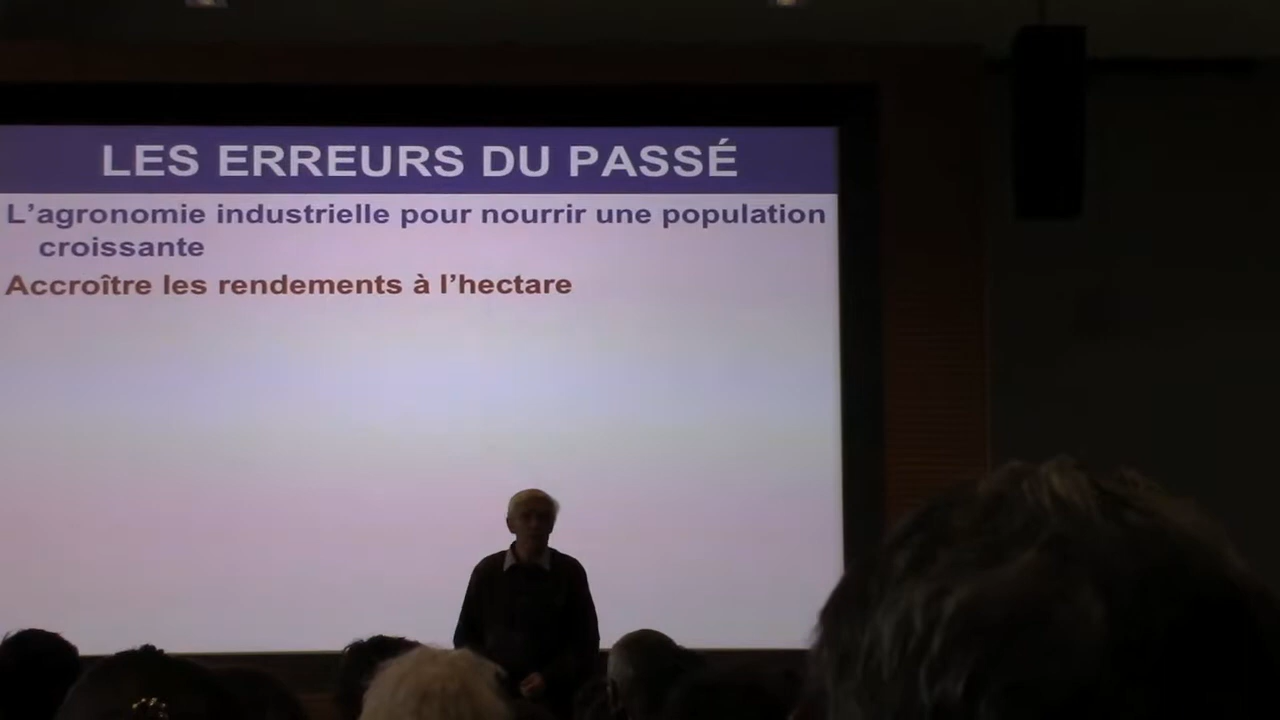 LES ERREURS DU PASSÉ
L’agronomie industrielle pour nourrir une population
croissante
Accroître les rendements à l’hectare